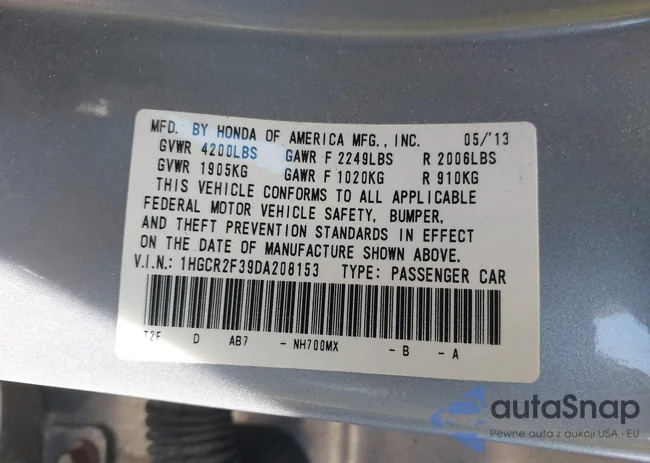 MFD. BY HONDA OF AMERICA MFG., INC. 05/'13
GVWR 4200LBS GAWR F 2249LBS R 2006LBS
GVWR 1905KG GAWR F 1020KG R 910KG
THIS VEHICLE CONFORMS TO ALL APPLICABLE
FEDERAL MOTOR VEHICLE SAFETY, BUMPER,
AND THEFT PREVENTION STANDARDS IN EFFECT
ON THE DATE OF MANUFACTURE SHOWN ABOVE.
V.I.N.: 1HGCR2F39DA208153 TYPE: PASSENGER CAR
T2F D AB7 - NH700MX - B - A
autaSnap
Pewne auta z aukcji USA i EU